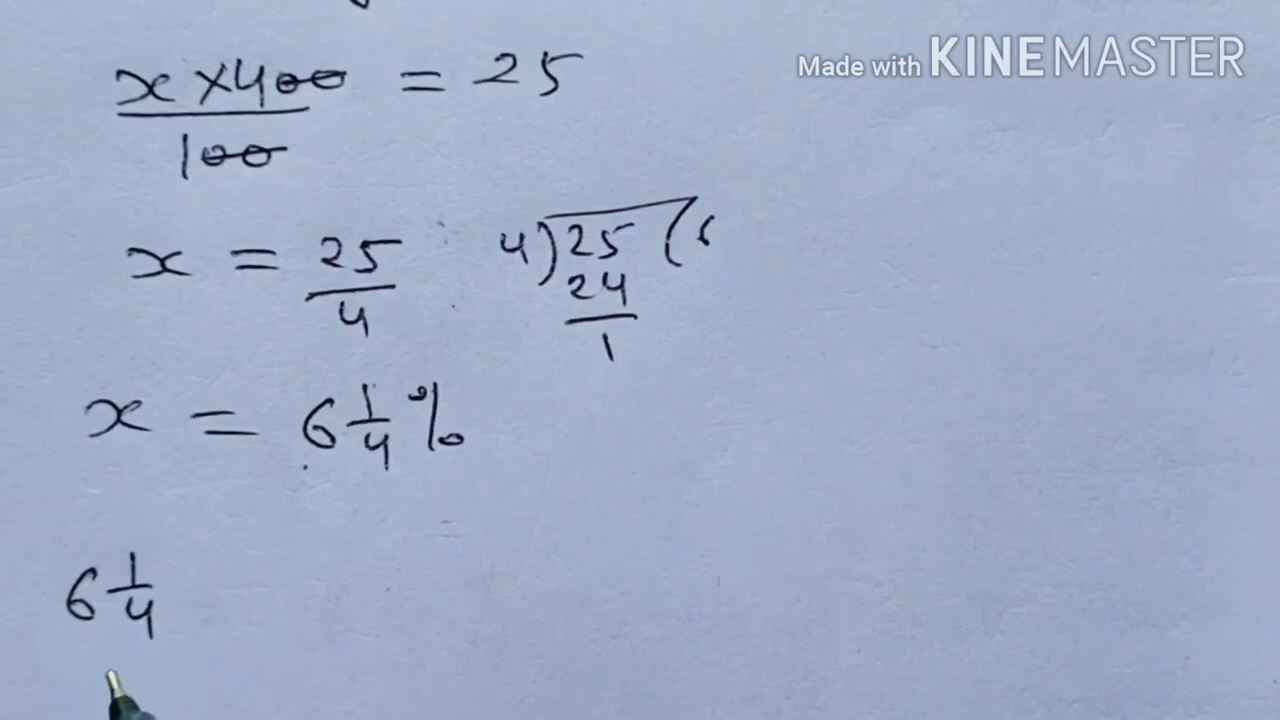 Made with KINEMASTER
x × 400 / 100 = 25
x = 25/4 4) 25 (6
24
1
x = 6 1/4 %
6 1/4